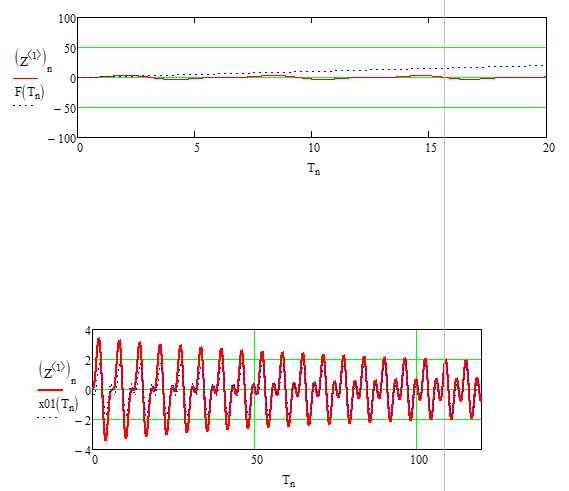 100
50
0
− 50
− 100
(Z⟨1⟩)n
F(Tn)
0 5 10 15 20
Tn
4
2
0
− 2
− 4
(Z⟨1⟩)n
x01(Tn)
0 50 100
Tn